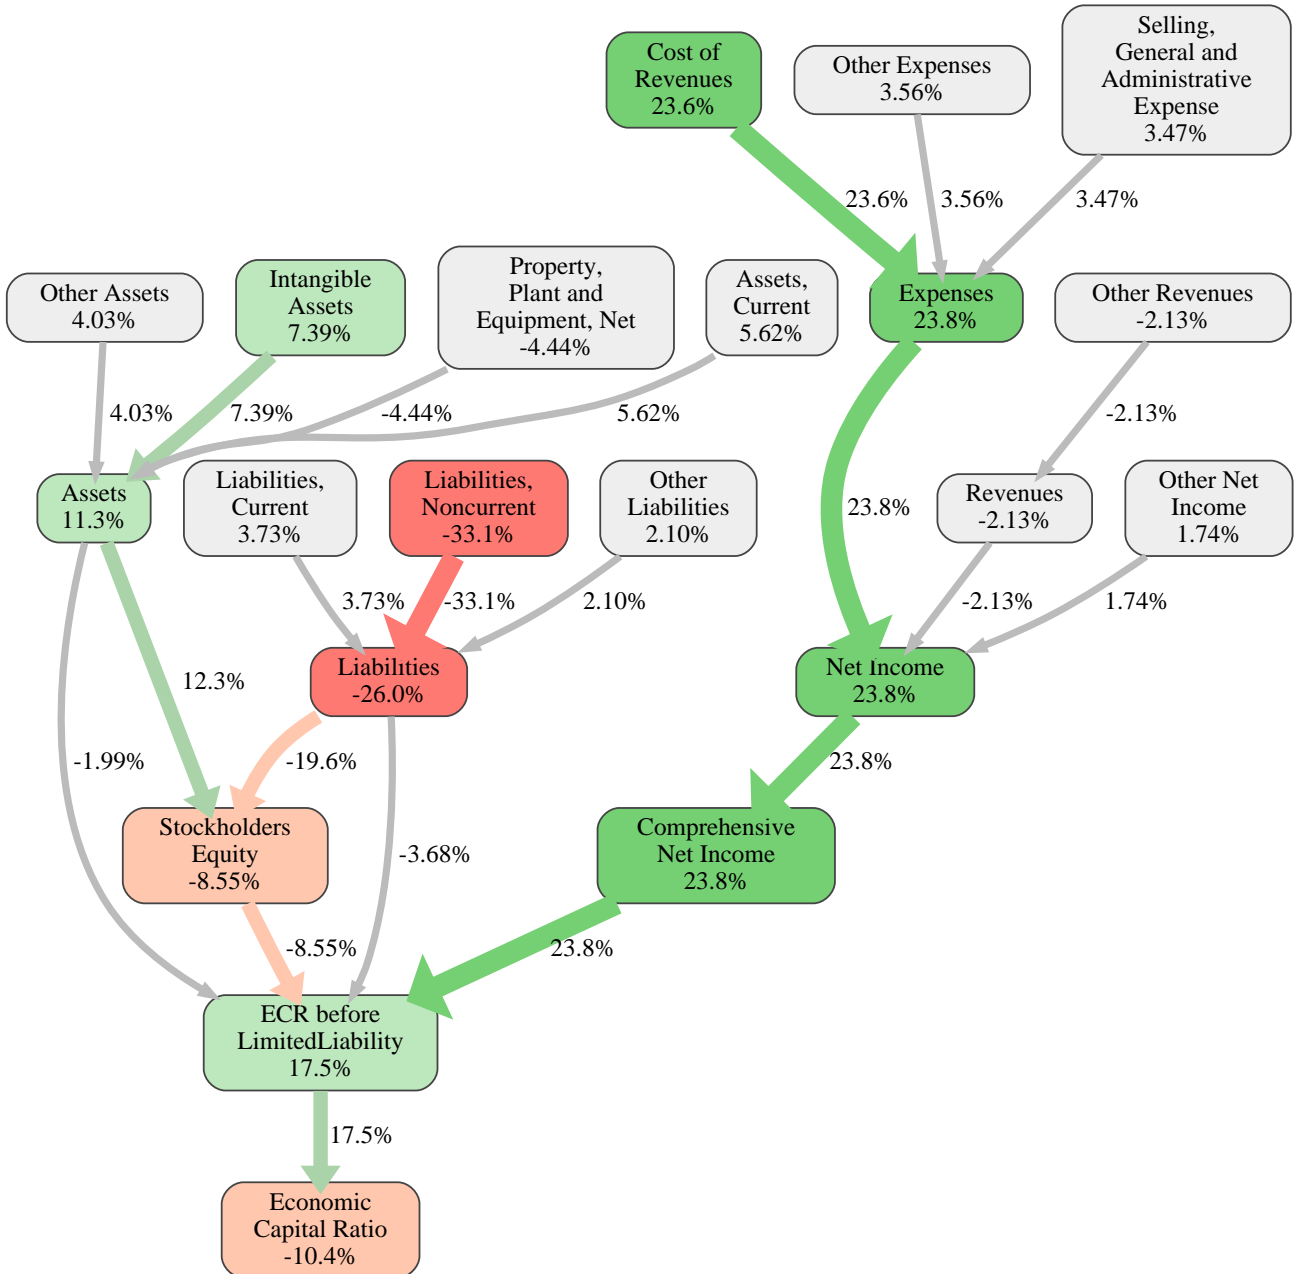 Cost of
Revenues
23.6%
Other Expenses
3.56%
Selling,
General and
Administrative
Expense
3.47%
23.6%
3.56%
3.47%
Other Assets
4.03%
Intangible
Assets
7.39%
Property,
Plant and
Equipment, Net
-4.44%
Assets,
Current
5.62%
Expenses
23.8%
Other Revenues
-2.13%
4.03%
7.39%
-4.44%
5.62%
-2.13%
Assets
11.3%
Liabilities,
Current
3.73%
Liabilities,
Noncurrent
-33.1%
Other
Liabilities
2.10%
23.8%
Revenues
-2.13%
Other Net
Income
1.74%
3.73%
-33.1%
2.10%
-2.13%
1.74%
12.3%
Liabilities
-26.0%
Net Income
23.8%
-1.99%
-19.6%
23.8%
Stockholders
Equity
-8.55%
-3.68%
Comprehensive
Net Income
23.8%
-8.55%
23.8%
ECR before
LimitedLiability
17.5%
17.5%
Economic
Capital Ratio
-10.4%